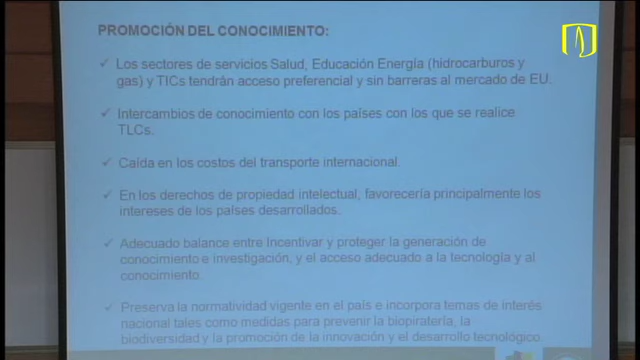 PROMOCIÓN DEL CONOCIMIENTO:
Los sectores de servicios Salud, Educación Energía (hidrocarburos y
gas) y TICs tendrán acceso preferencial y sin barreras al mercado de EU.
Intercambios de conocimiento con los países con los que se realice
TLCs.
Caída en los costos del transporte internacional.
En los derechos de propiedad intelectual, favorecería principalmente los
intereses de los países desarrollados.
Adecuado balance entre Incentivar y proteger la generación de
conocimiento e investigación, y el acceso adecuado a la tecnología y al
conocimiento.
Preserva la normatividad vigente en el país e incorpora temas de interés
nacional tales como medidas para prevenir la biopiratería, la
biodiversidad y la promoción de la innovación y el desarrollo tecnológico.